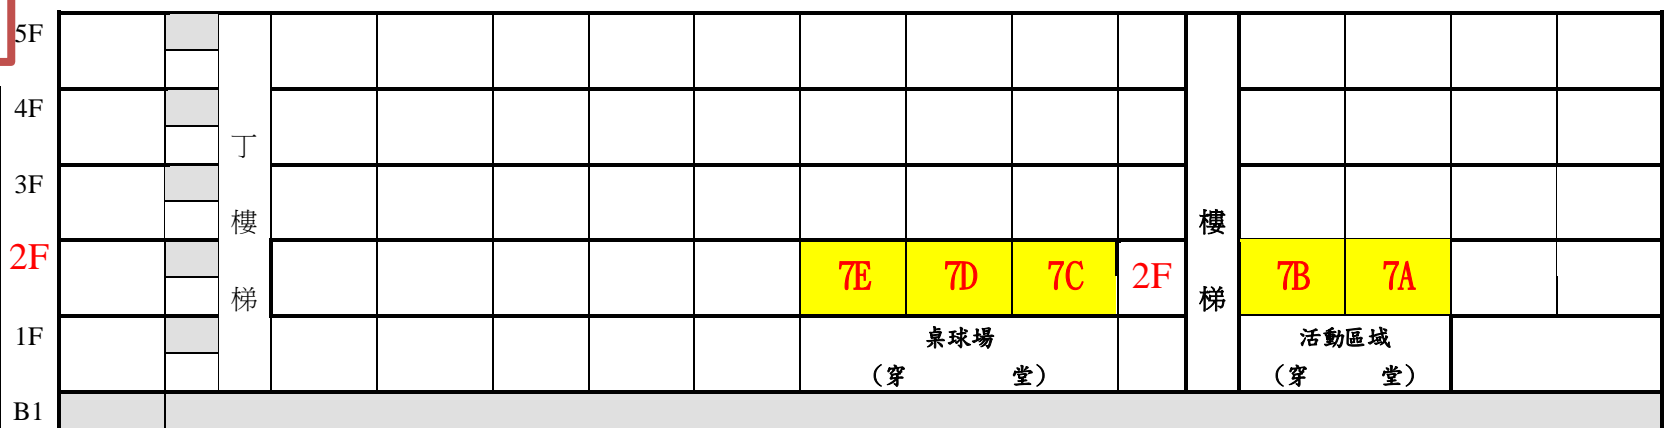 5F
4F
3F
2F
1F
B1
丁
樓
梯
7E 7D 7C 2F
樓
梯
7B 7A
桌球場
(穿 堂)
活動區域
(穿 堂)